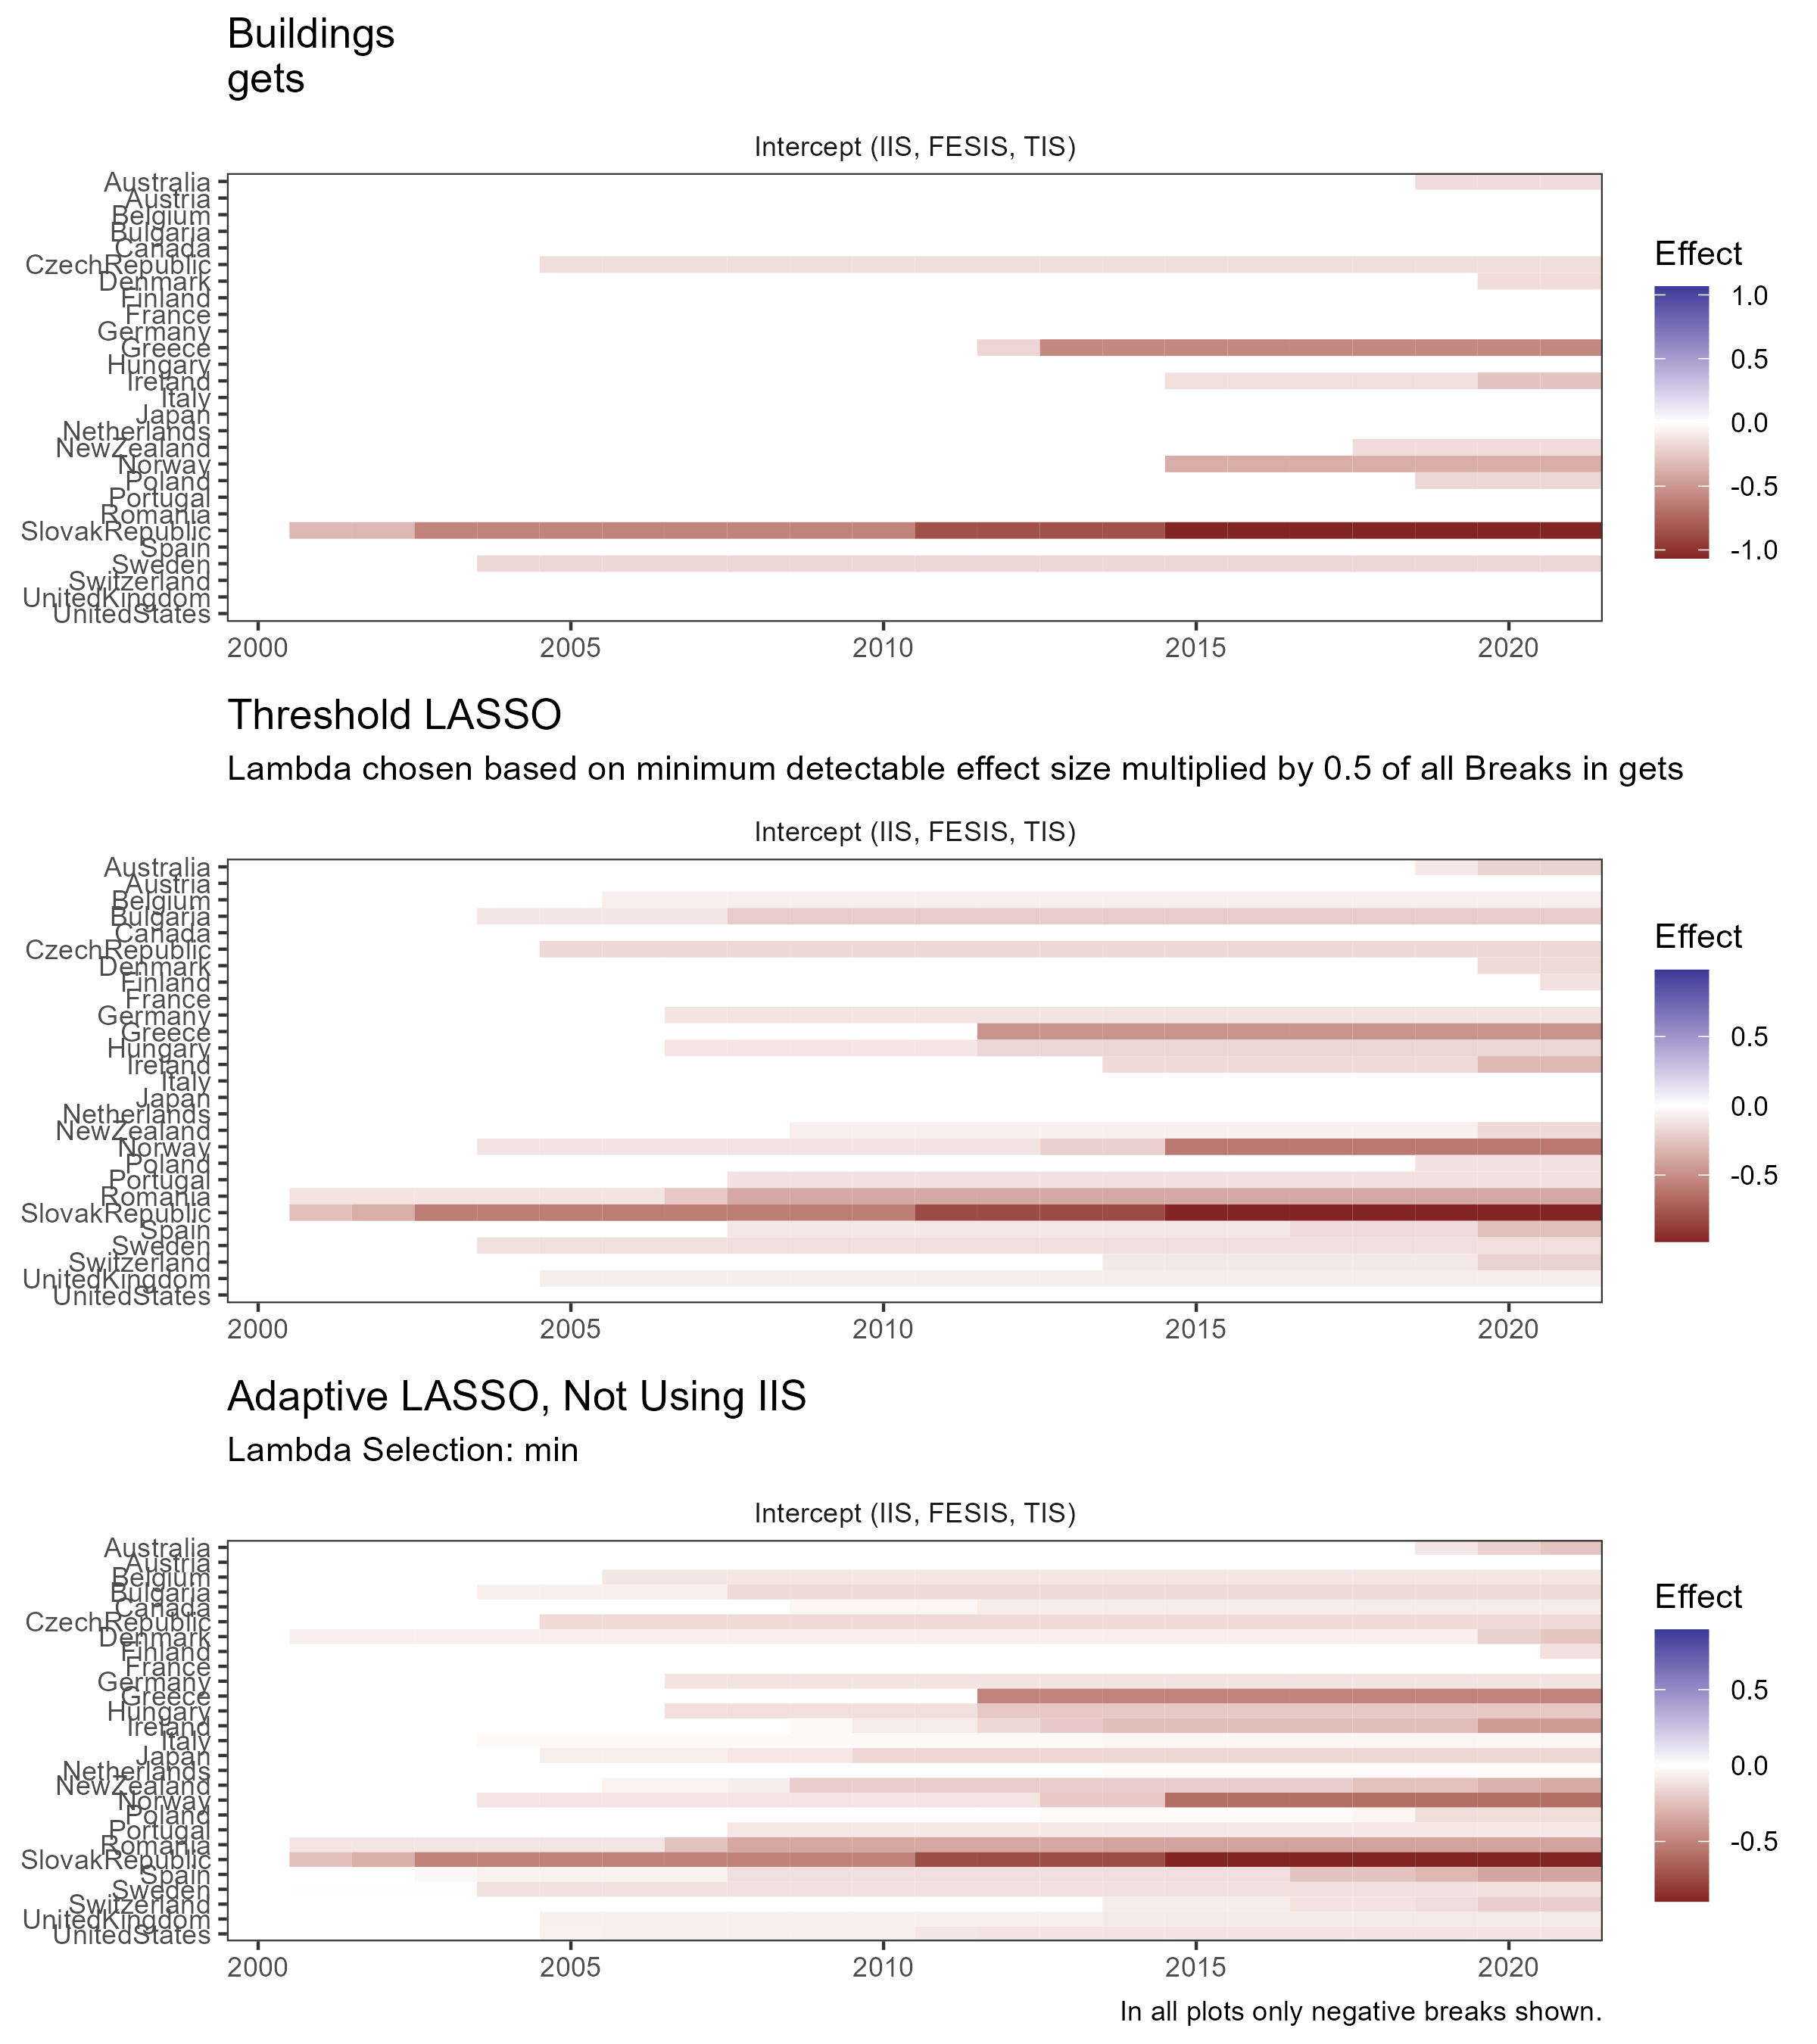 Buildings
gets
Intercept (IIS, FESIS, TIS)
Australia
Austria
Belgium
Bulgaria
Canada
CzechRepublic
Denmark
Finland
France
Germany
Greece
Hungary
Ireland
Italy
Japan
Netherlands
NewZealand
Norway
Poland
Portugal
Romania
SlovakRepublic
Spain
Sweden
Switzerland
UnitedKingdom
UnitedStates
2000 2005 2010 2015 2020
Effect
1.0
0.5
0.0
-0.5
-1.0
Threshold LASSO
Lambda chosen based on minimum detectable effect size multiplied by 0.5 of all Breaks in gets
Intercept (IIS, FESIS, TIS)
Australia
Austria
Belgium
Bulgaria
Canada
CzechRepublic
Denmark
Finland
France
Germany
Greece
Hungary
Ireland
Italy
Japan
Netherlands
NewZealand
Norway
Poland
Portugal
Romania
SlovakRepublic
Spain
Sweden
Switzerland
UnitedKingdom
UnitedStates
2000 2005 2010 2015 2020
Effect
0.5
0.0
-0.5
Adaptive LASSO, Not Using IIS
Lambda Selection: min
Intercept (IIS, FESIS, TIS)
Australia
Austria
Belgium
Bulgaria
Canada
CzechRepublic
Denmark
Finland
France
Germany
Greece
Hungary
Ireland
Italy
Japan
Netherlands
NewZealand
Norway
Poland
Portugal
Romania
SlovakRepublic
Spain
Sweden
Switzerland
UnitedKingdom
UnitedStates
2000 2005 2010 2015 2020
Effect
0.5
0.0
-0.5
In all plots only negative breaks shown.